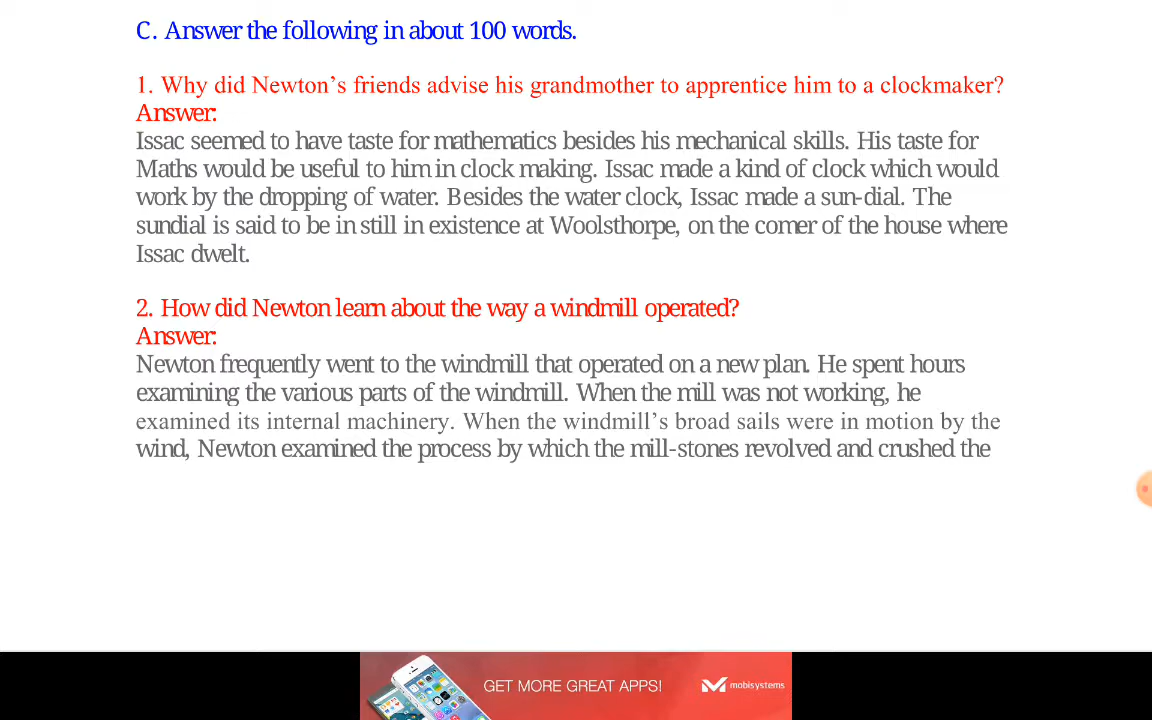 C. Answer the following in about 100 words.
1. Why did Newton’s friends advise his grandmother to apprentice him to a clockmaker?
Answer:
Issac seemed to have taste for mathematics besides his mechanical skills. His taste for
Maths would be useful to him in clock making. Issac made a kind of clock which would
work by the dropping of water. Besides the water clock, Issac made a sun-dial. The
sundial is said to be in still in existence at Woolsthorpe, on the comer of the house where
Issac dwelt.
2. How did Newton learn about the way a windmill operated?
Answer:
Newton frequently went to the windmill that operated on a new plan. He spent hours
examining the various parts of the windmill. When the mill was not working, he
examined its internal machinery. When the windmill’s broad sails were in motion by the
wind, Newton examined the process by which the mill-stones revolved and crushed the
GET MORE GREAT APPS!
mobisystems